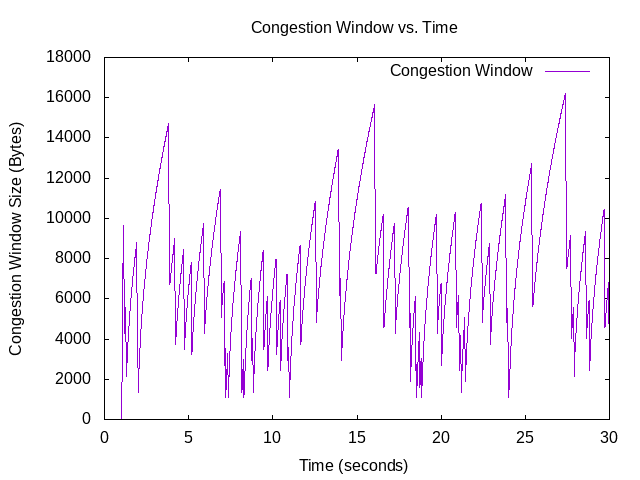 Congestion Window vs. Time
Congestion Window
Congestion Window Size (Bytes)
18000
16000
14000
12000
10000
8000
6000
4000
2000
0
0 5 10 15 20 25 30
Time (seconds)